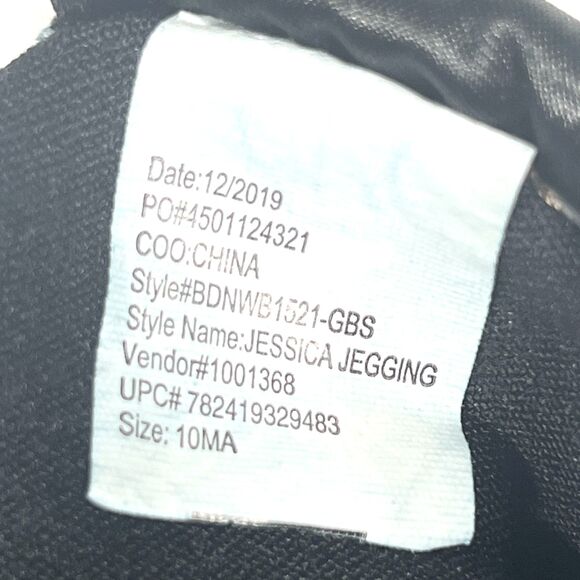 Date:12/2019
PO#4501124321
COO:CHINA
Style#BDNWB1521-GBS
Style Name:JESSICA JEGGING
Vendor#1001368
UPC# 782419329483
Size: 10MA